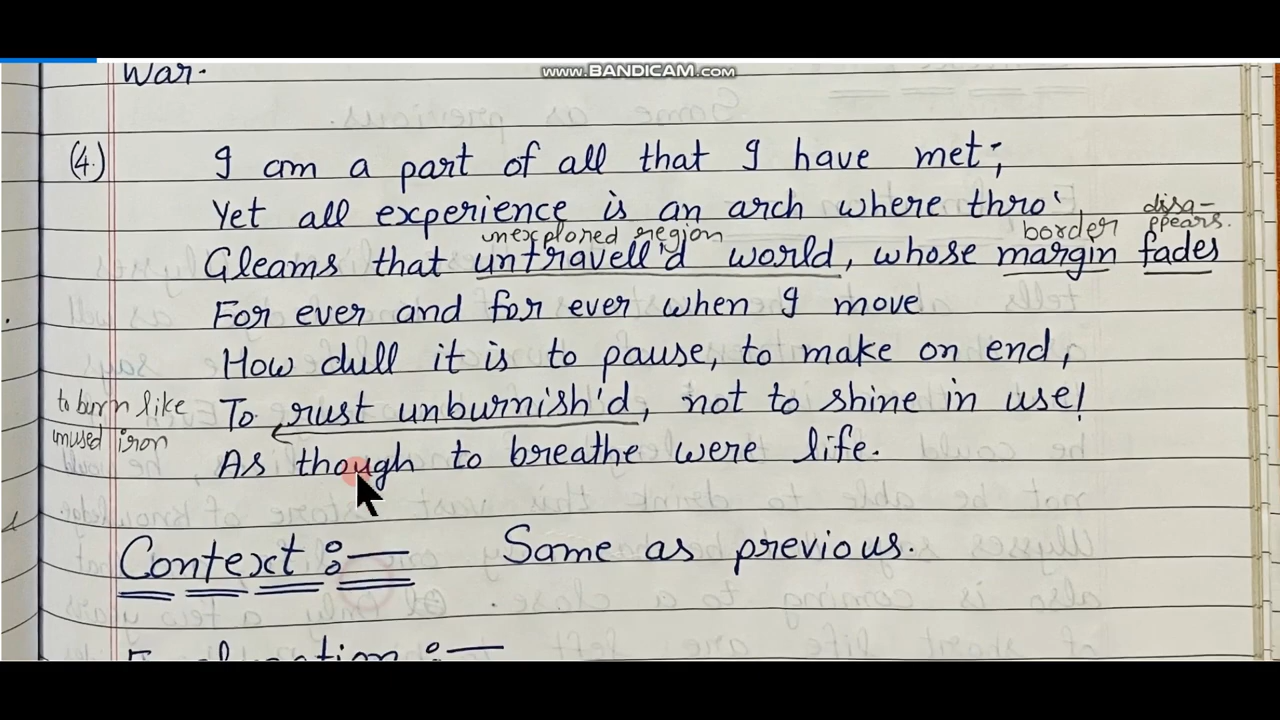 war.
www.BANDICAM.com
(4.) I am a part of all that I have met;
Yet all experience is an arch where thro'
unexplored region border disa-ppears.
Gleams that untravell'd world, whose margin fades
For ever and for ever when I move
How dull it is to pause, to make on end,
to burn like
To rust unburnish'd, not to shine in use!
unused iron
As though to breathe were life.
Context :— Same as previous.